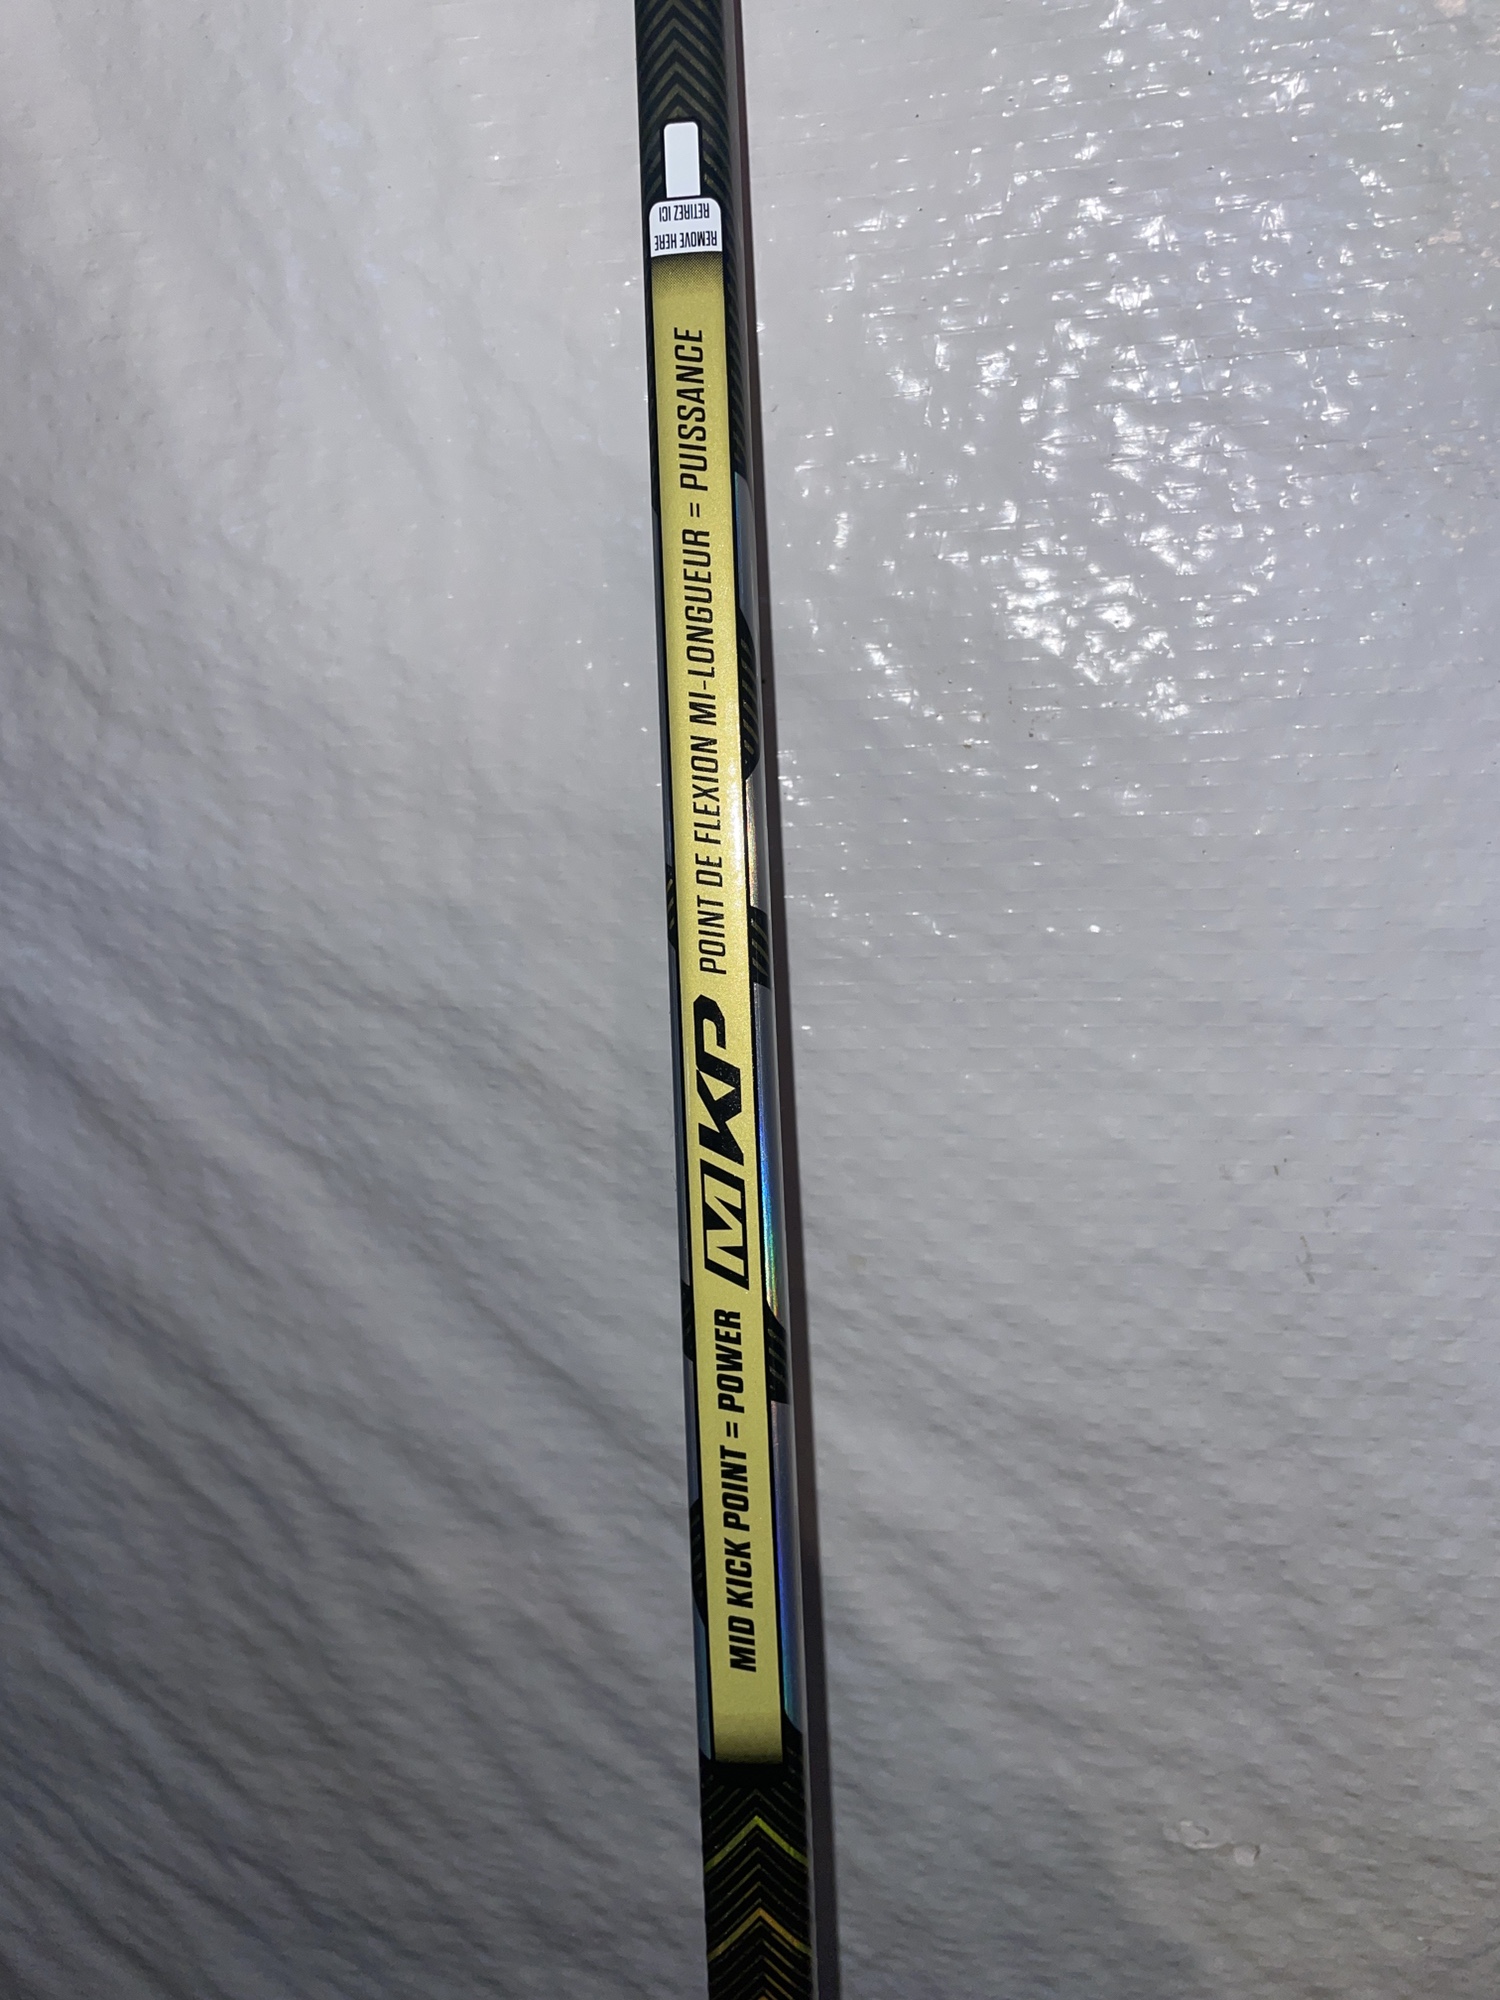 MID KICK POINT = POWER MKP POINT DE FLEXION MI-LONGUEUR = PUISSANCE
REMOVE HERE
RETIREZ ICI